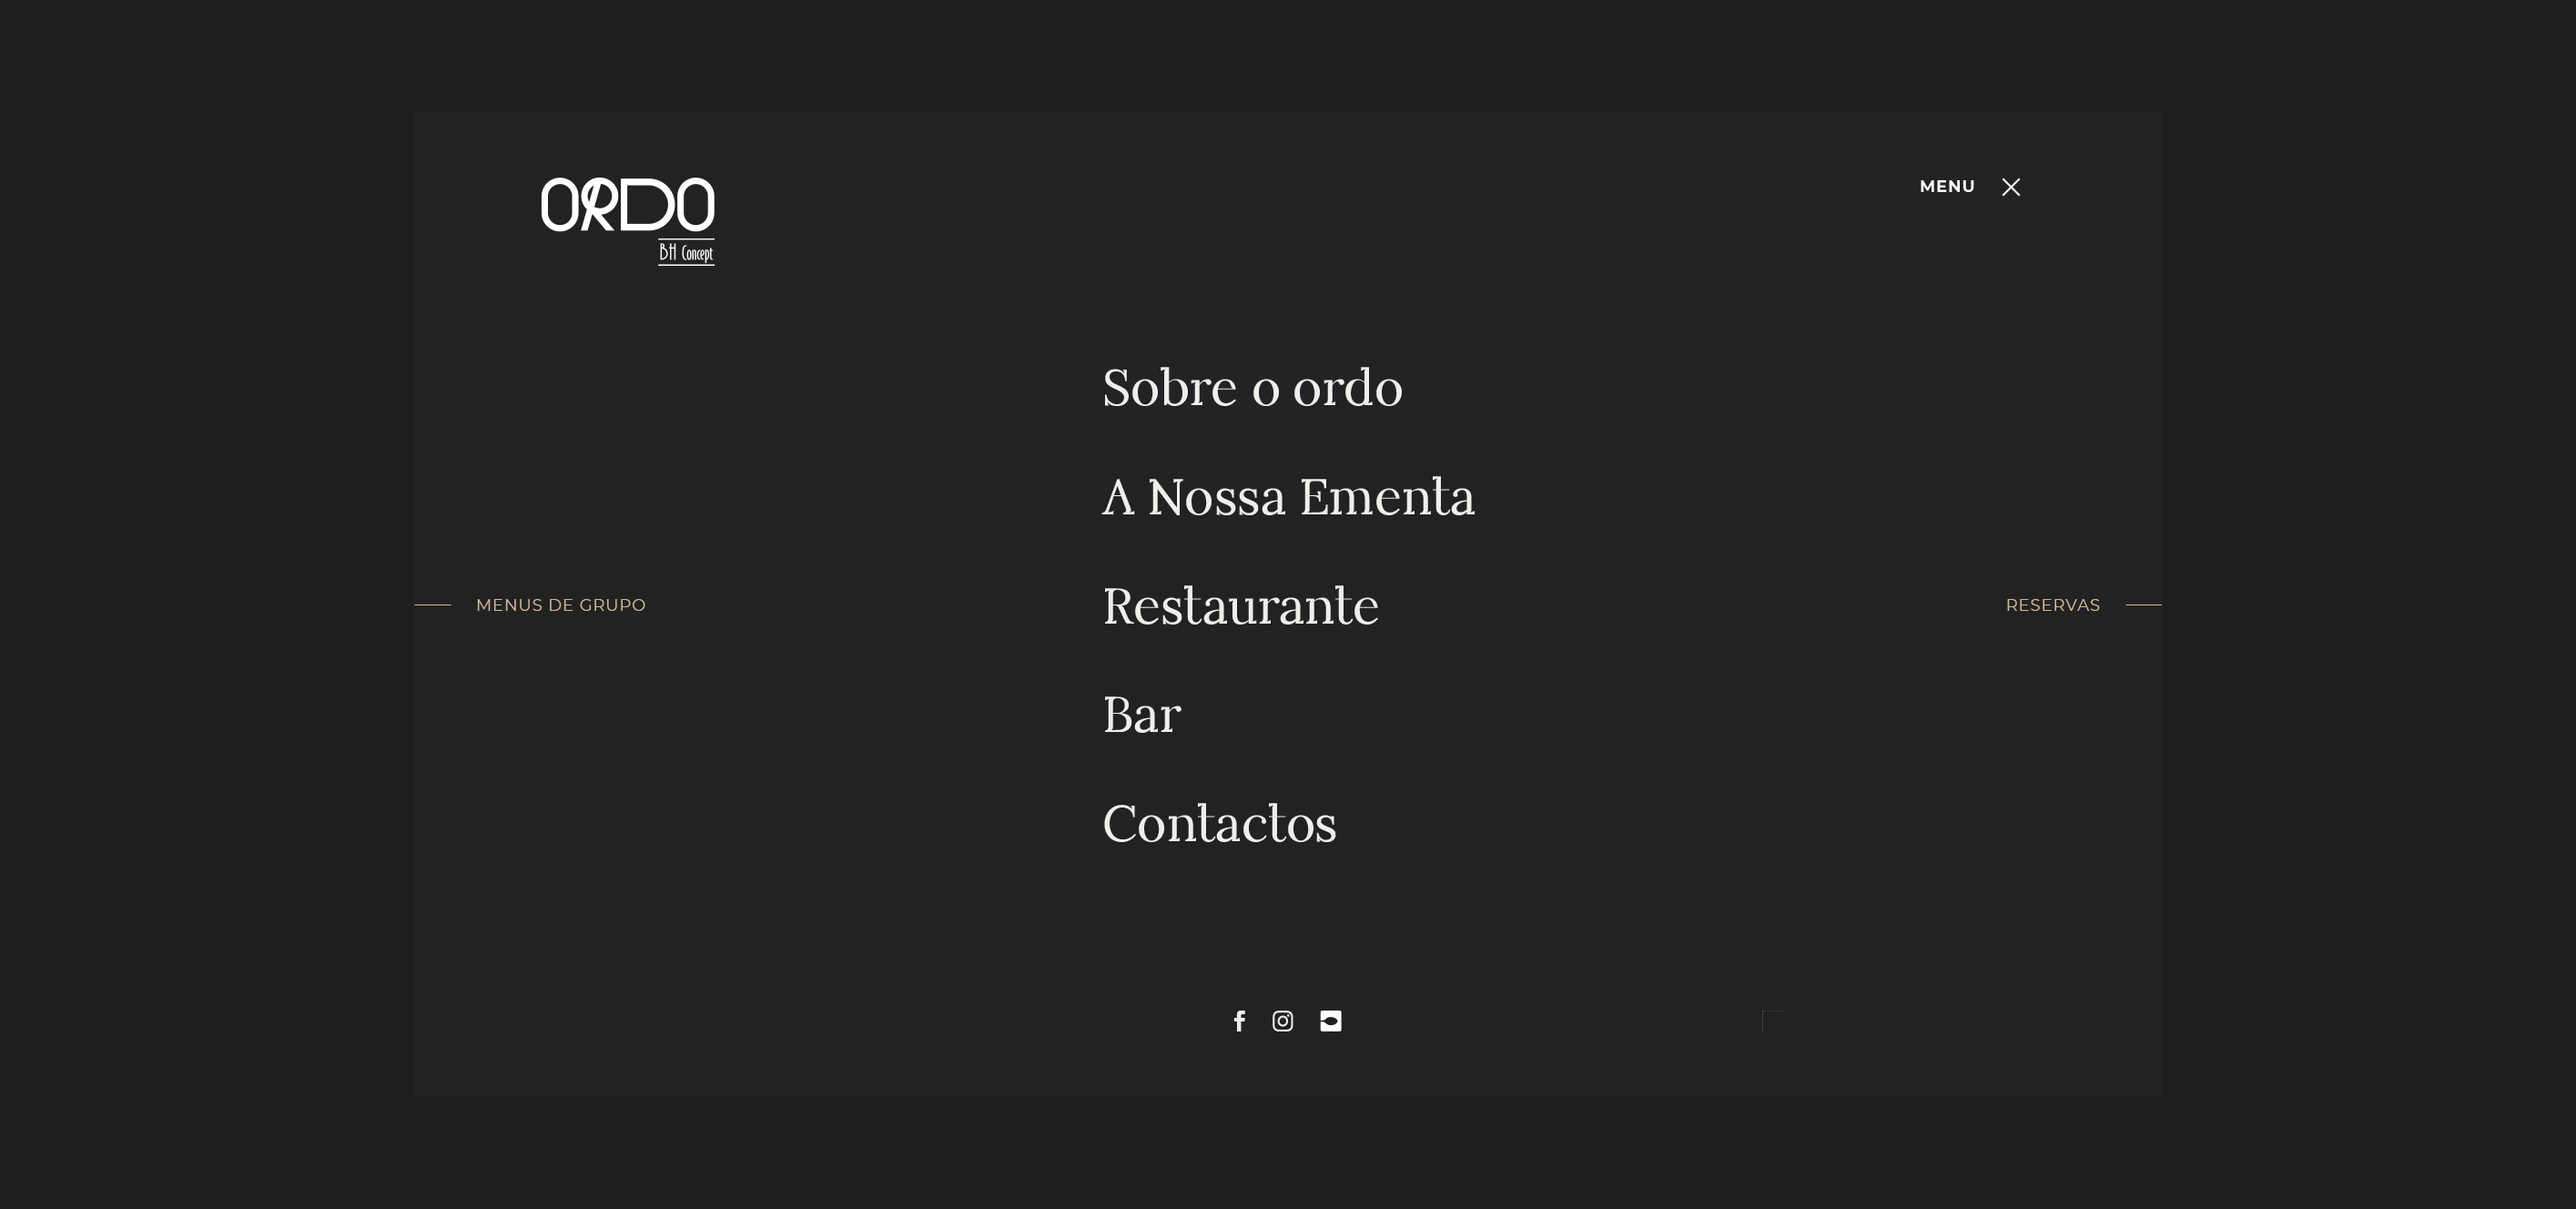 ORDO
BH Concept
MENU
Sobre o ordo
A Nossa Ementa
Restaurante
Bar
Contactos
MENUS DE GRUPO
RESERVAS